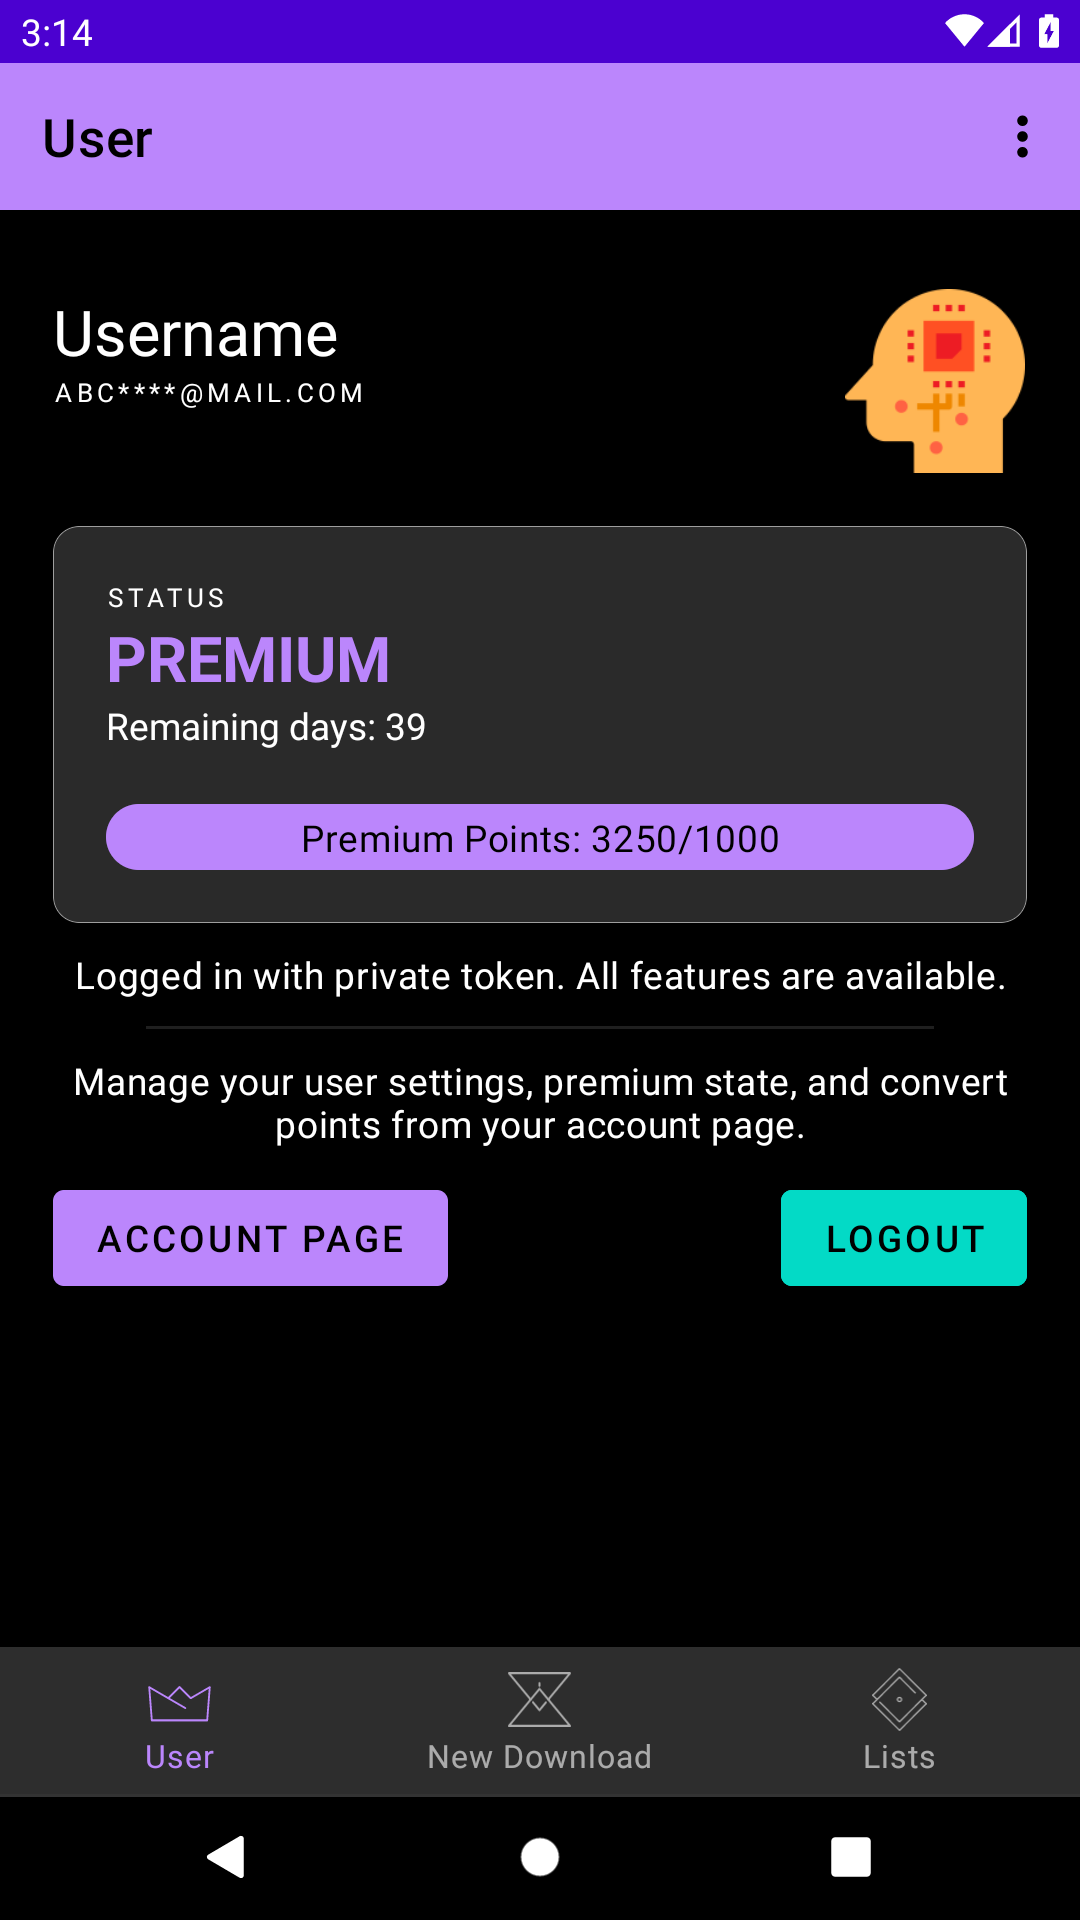 3:14
User
Username
ABC****@MAIL.COM
STATUS
PREMIUM
Remaining days: 39
Premium Points: 3250/1000
Logged in with private token. All features are available.
Manage your user settings, premium state, and convert
points from your account page.
ACCOUNT PAGE
LOGOUT
User
New Download
Lists